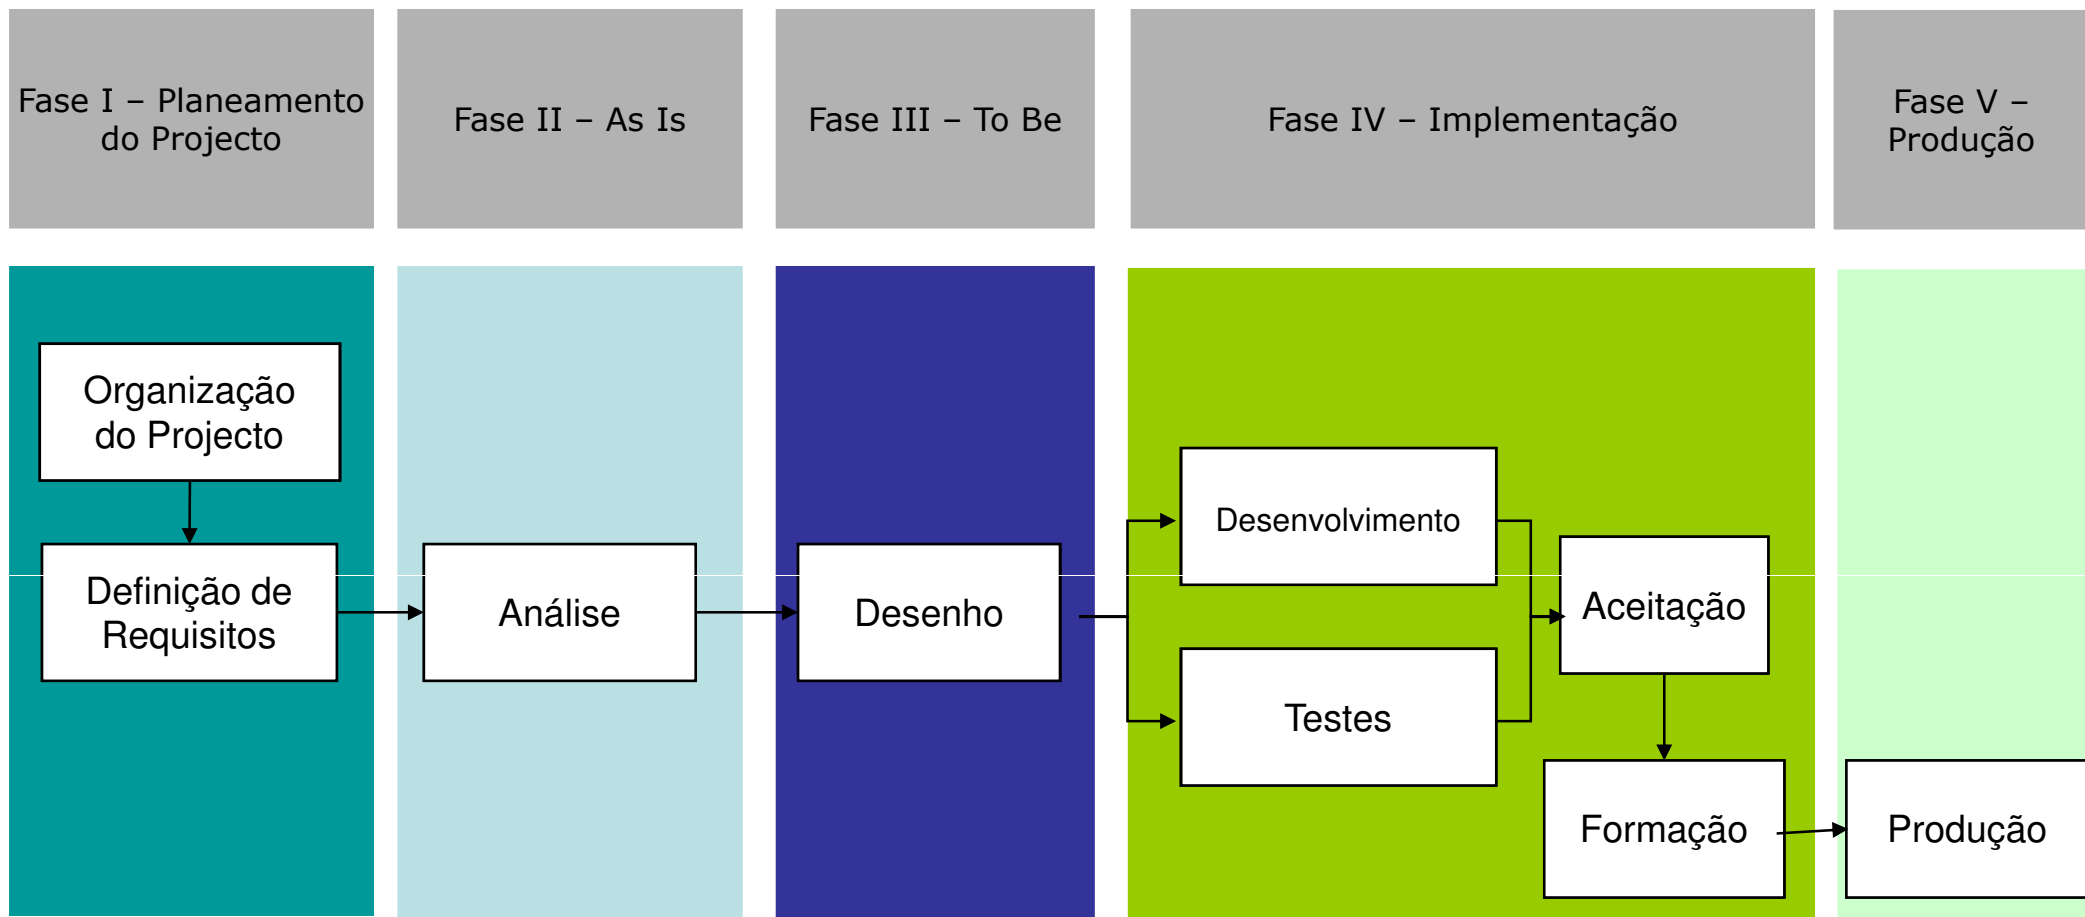 Fase I – Planeamento
do Projecto
Fase II – As Is
Fase III – To Be
Fase IV – Implementação
Fase V –
Produção
Organização
do Projecto
Definição de
Requisitos
Análise
Desenho
Desenvolvimento
Testes
Aceitação
Formação
Produção